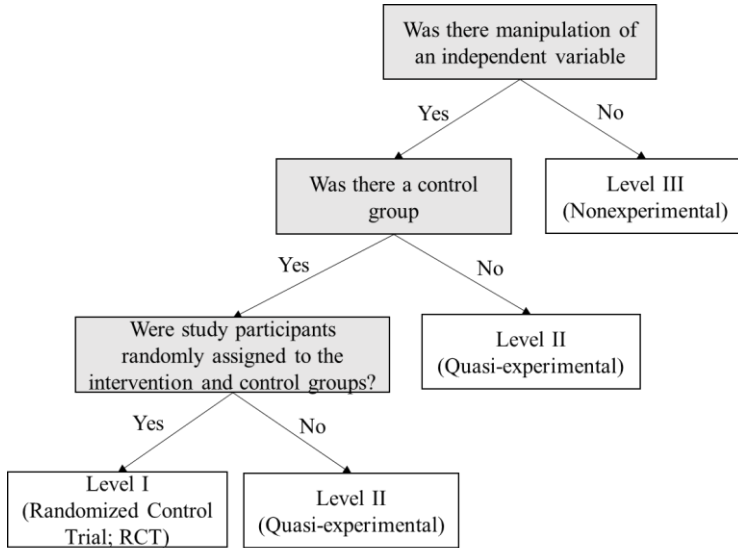 Was there manipulation of
an independent variable
Yes
No
Was there a control
group
Level III
(Nonexperimental)
Yes
No
Were study participants
randomly assigned to the
intervention and control groups?
Level II
(Quasi-experimental)
Yes
No
Level I
(Randomized Control
Trial; RCT)
Level II
(Quasi-experimental)